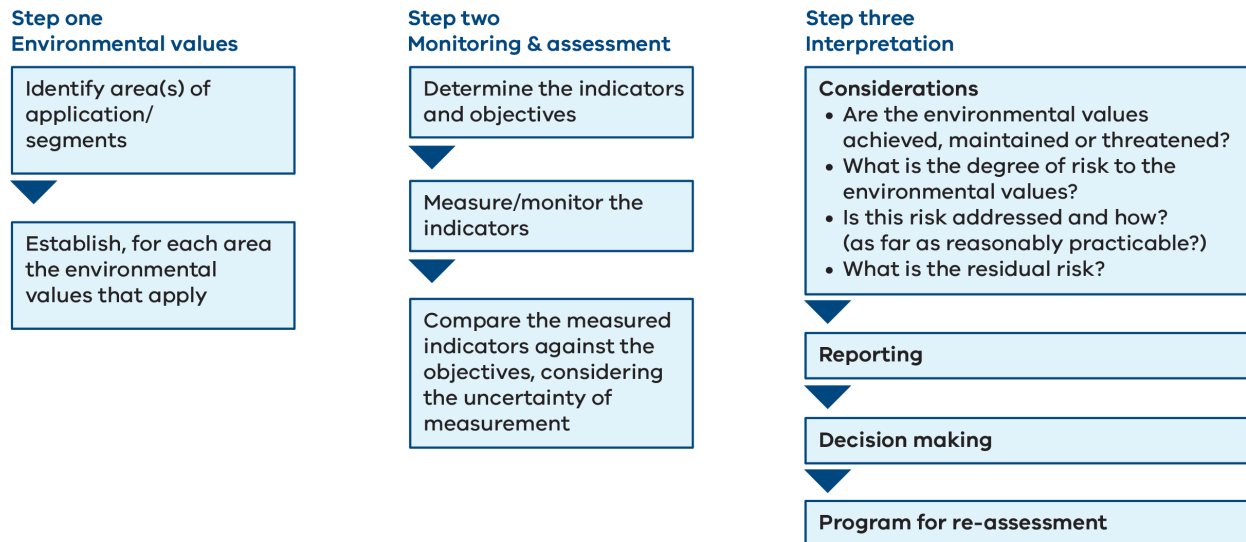 Step one
Environmental values
Identify area(s) of
application/
segments
Establish, for each area
the environmental
values that apply
Step two
Monitoring & assessment
Determine the indicators
and objectives
Measure/monitor the
indicators
Compare the measured
indicators against the
objectives, considering
the uncertainty of
measurement
Step three
Interpretation
Considerations
• Are the environmental values
achieved, maintained or threatened?
• What is the degree of risk to the
environmental values?
• Is this risk addressed and how?
(as far as reasonably practicable?)
• What is the residual risk?
Reporting
Decision making
Program for re-assessment